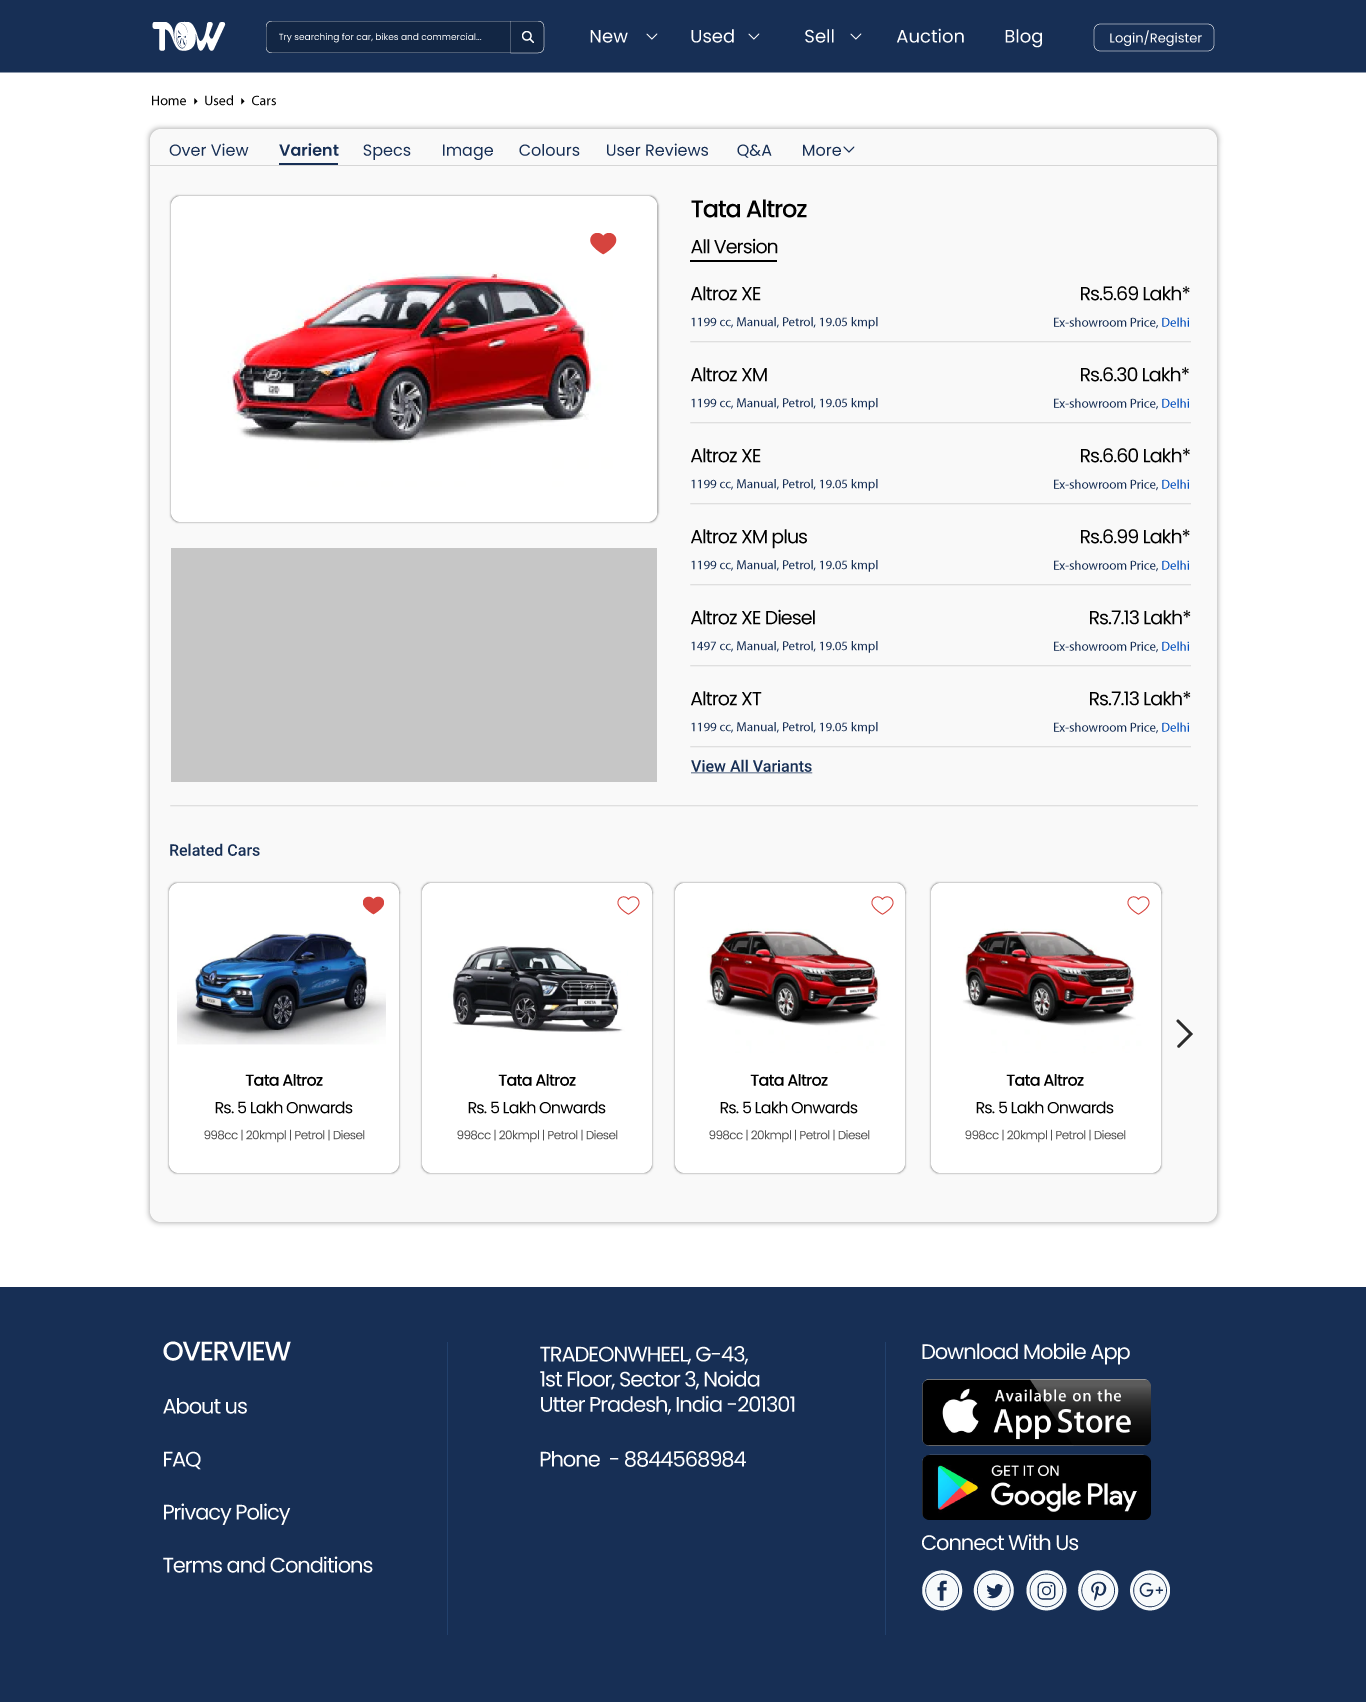 TOW
Try searching for car, bikes and commercial...
New
Used
Sell
Auction
Blog
Login/Register
Home
Used
Cars
Over View
Varient
Specs
Image
Colours
User Reviews
Q&A
More
Tata Altroz
All Version
Altroz XE
Rs.5.69 Lakh*
1199 cc, Manual, Petrol, 19.05 kmpl
Ex-showroom Price, Delhi
Altroz XM
Rs.6.30 Lakh*
1199 cc, Manual, Petrol, 19.05 kmpl
Ex-showroom Price, Delhi
Altroz XE
Rs.6.60 Lakh*
1199 cc, Manual, Petrol, 19.05 kmpl
Ex-showroom Price, Delhi
Altroz XM plus
Rs.6.99 Lakh*
1199 cc, Manual, Petrol, 19.05 kmpl
Ex-showroom Price, Delhi
Altroz XE Diesel
Rs.7.13 Lakh*
1497 cc, Manual, Petrol, 19.05 kmpl
Ex-showroom Price, Delhi
Altroz XT
Rs.7.13 Lakh*
1199 cc, Manual, Petrol, 19.05 kmpl
Ex-showroom Price, Delhi
View All Variants
Related Cars
CRETA
Tata Altroz
Rs. 5 Lakh Onwards
998cc | 20kmpl | Petrol | Diesel
Tata Altroz
Rs. 5 Lakh Onwards
998cc | 20kmpl | Petrol | Diesel
Tata Altroz
Rs. 5 Lakh Onwards
998cc | 20kmpl | Petrol | Diesel
Tata Altroz
Rs. 5 Lakh Onwards
998cc | 20kmpl | Petrol | Diesel
OVERVIEW
About us
FAQ
Privacy Policy
Terms and Conditions
TRADEONWHEEL, G-43,
1st Floor, Sector 3, Noida
Utter Pradesh, India -201301
Phone - 8844568984
Download Mobile App
Available on the
App Store
GET IT ON
Google Play
Connect With Us